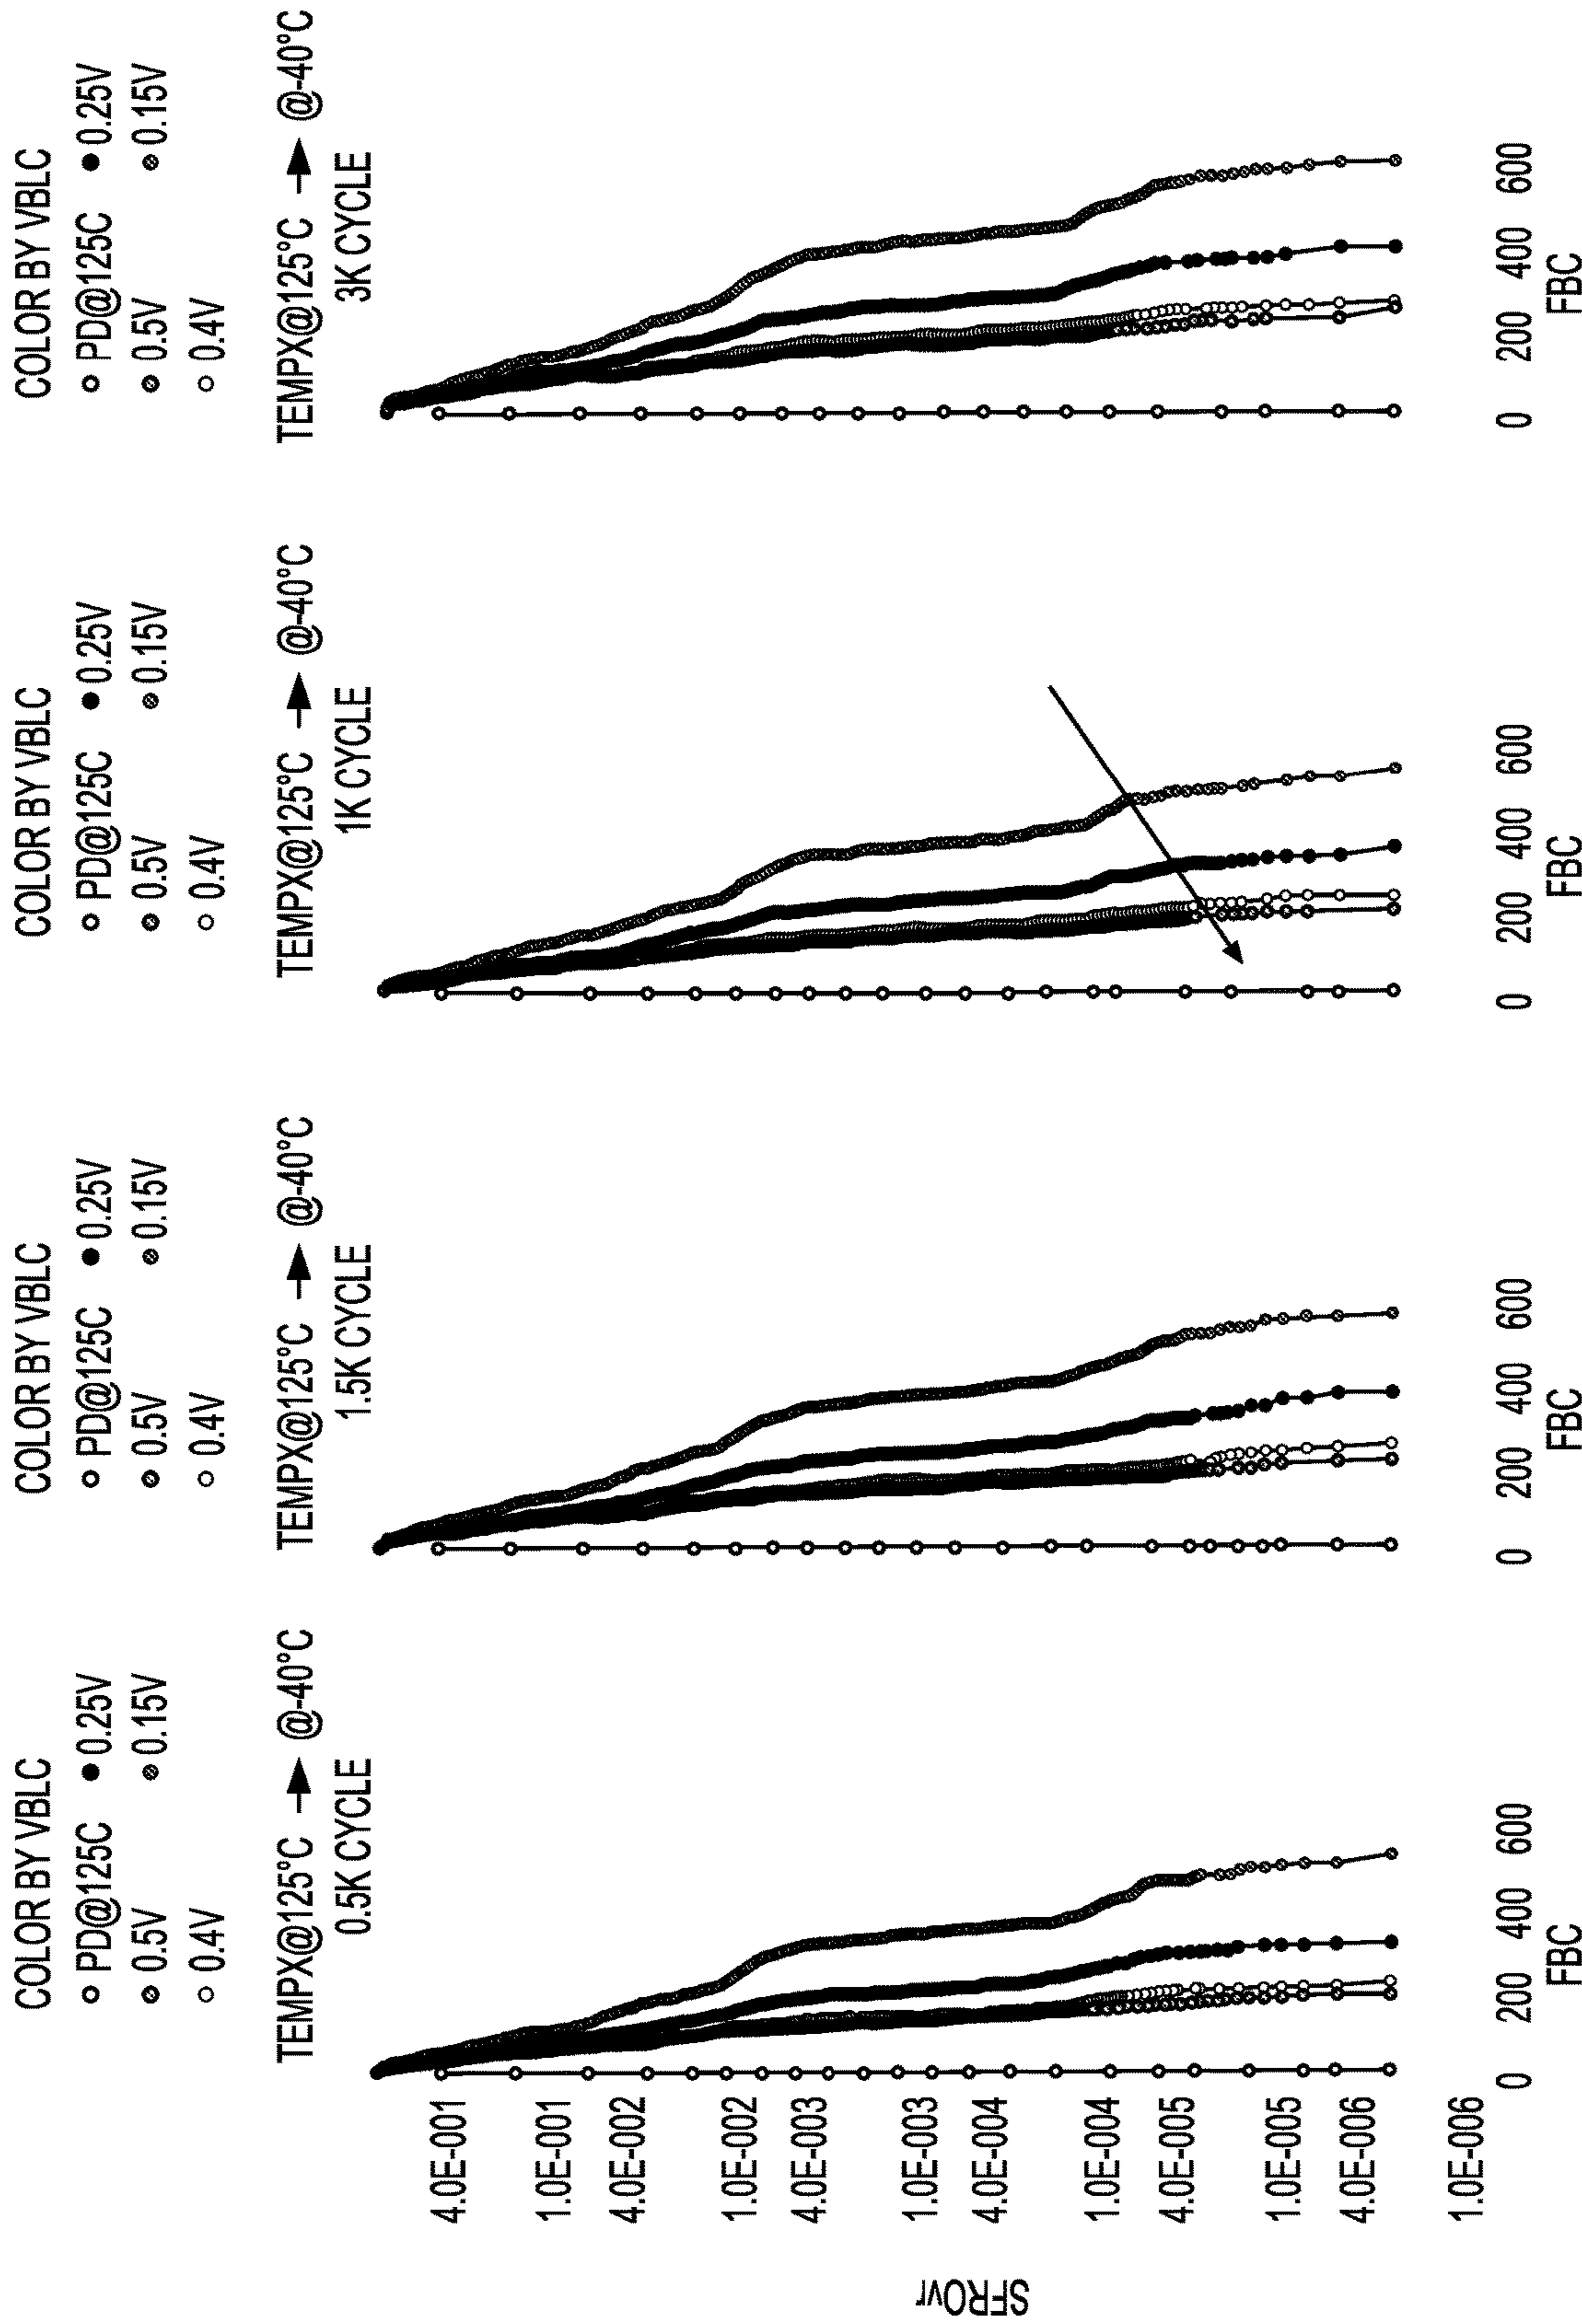 COLOR BY VBLC
PD@125C 0.25V
0.5V 0.15V
0.4V
TEMPX@125°C → @-40°C
0.5K CYCLE
COLOR BY VBLC
PD@125C 0.25V
0.5V 0.15V
0.4V
TEMPX@125°C → @-40°C
1.5K CYCLE
COLOR BY VBLC
PD@125C 0.25V
0.5V 0.15V
0.4V
TEMPX@125°C → @-40°C
1K CYCLE
COLOR BY VBLC
PD@125C 0.25V
0.5V 0.15V
0.4V
TEMPX@125°C → @-40°C
3K CYCLE
SFROvr
4.0E-001
1.0E-001
4.0E-002
1.0E-002
4.0E-003
1.0E-003
4.0E-004
1.0E-004
4.0E-005
1.0E-005
4.0E-006
1.0E-006
0 200 400 600
FBC
0 200 400 600
FBC
0 200 400 600
FBC
0 200 400 600
FBC